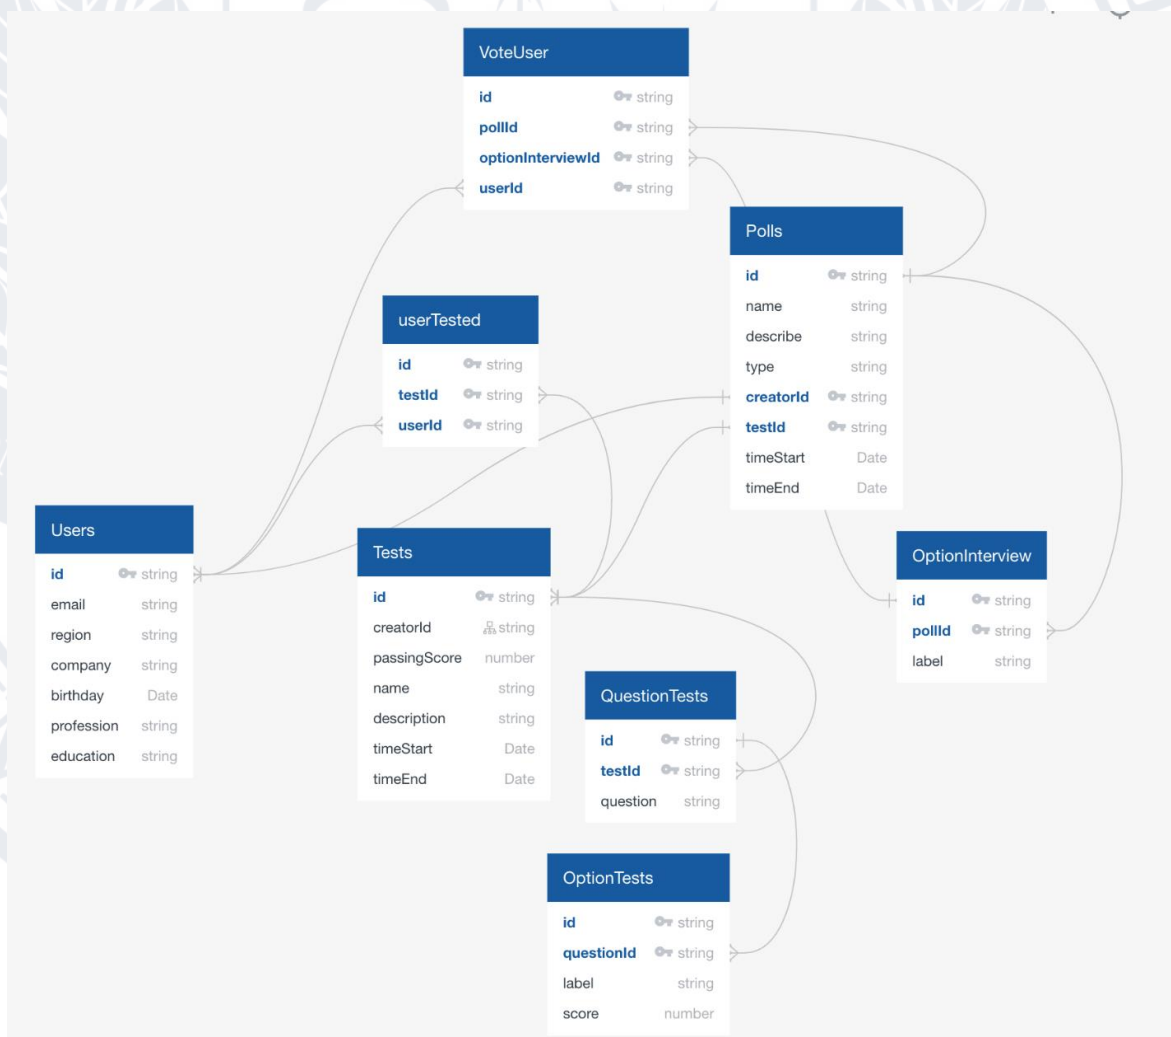 VoteUser
id string
pollId string
optionInterviewId string
userId string
Polls
id string
name string
describe string
type string
creatorId string
testId string
timeStart Date
timeEnd Date
userTested
id string
testId string
userId string
Users
id string
email string
region string
company string
birthday Date
profession string
education string
Tests
id string
creatorId string
passingScore number
name string
description string
timeStart Date
timeEnd Date
OptionInterview
id string
pollId string
label string
QuestionTests
id string
testId string
question string
OptionTests
id string
questionId string
label string
score number